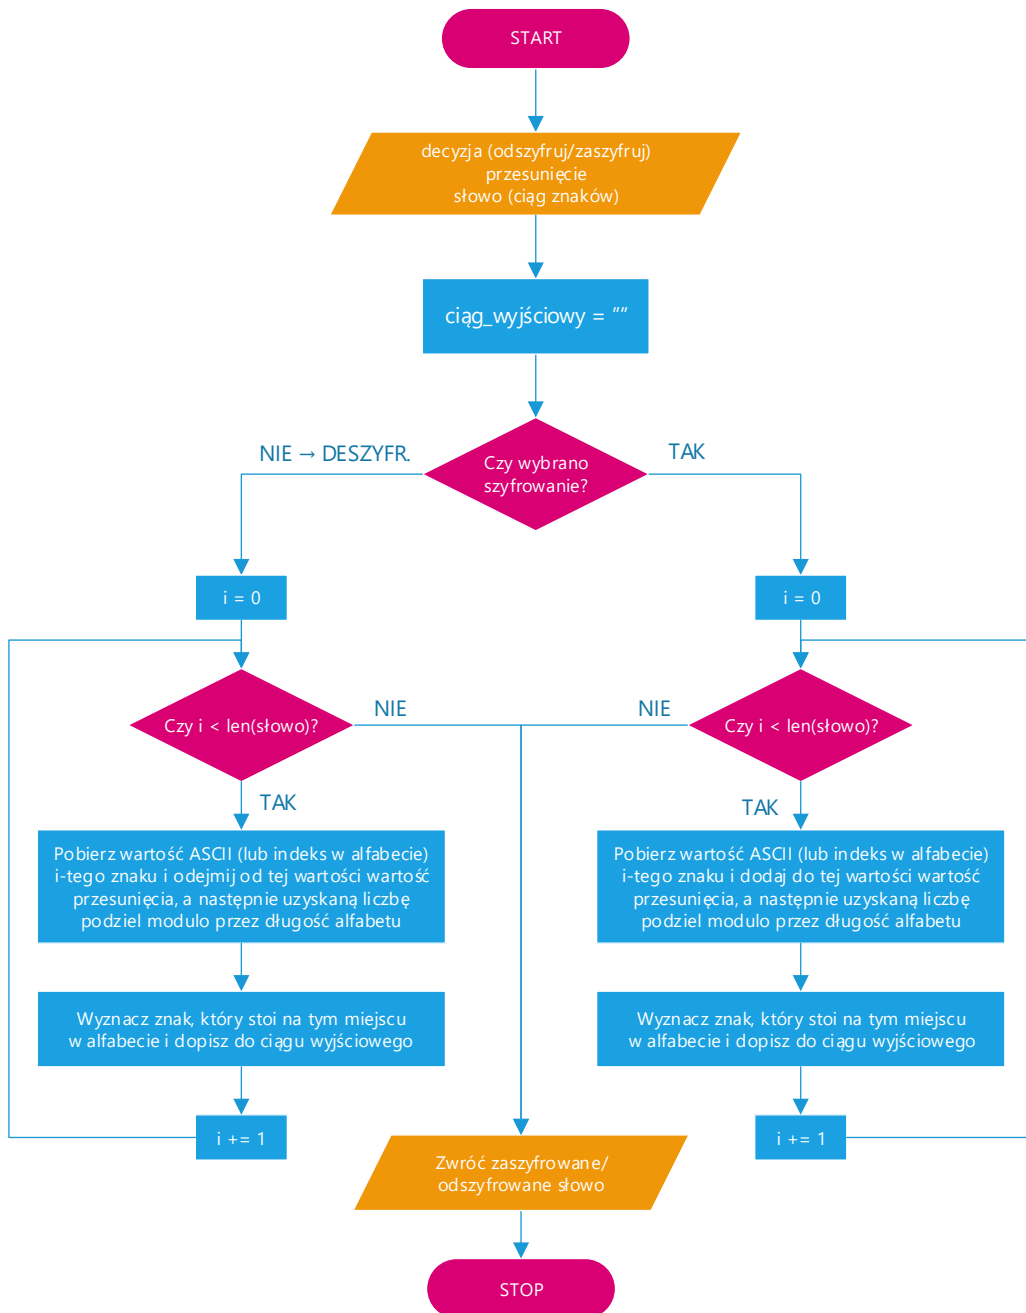 START
decyzja (odszyfruj/zaszyfruj)
przesunięcie
słowo (ciąg znaków)
ciąg_wyjściowy = ””
Czy wybrano
szyfrowanie?
NIE → DESZYFR.
TAK
i = 0
i = 0
Czy i < len(słowo)?
NIE
NIE
Czy i < len(słowo)?
TAK
TAK
Pobierz wartość ASCII (lub indeks w alfabecie)
i-tego znaku i odejmij od tej wartości wartość
przesunięcia, a następnie uzyskaną liczbę
podziel modulo przez długość alfabetu
Pobierz wartość ASCII (lub indeks w alfabecie)
i-tego znaku i dodaj do tej wartości wartość
przesunięcia, a następnie uzyskaną liczbę
podziel modulo przez długość alfabetu
Wyznacz znak, który stoi na tym miejscu
w alfabecie i dopisz do ciągu wyjściowego
Wyznacz znak, który stoi na tym miejscu
w alfabecie i dopisz do ciągu wyjściowego
i += 1
i += 1
Zwróć zaszyfrowane/
odszyfrowane słowo
STOP